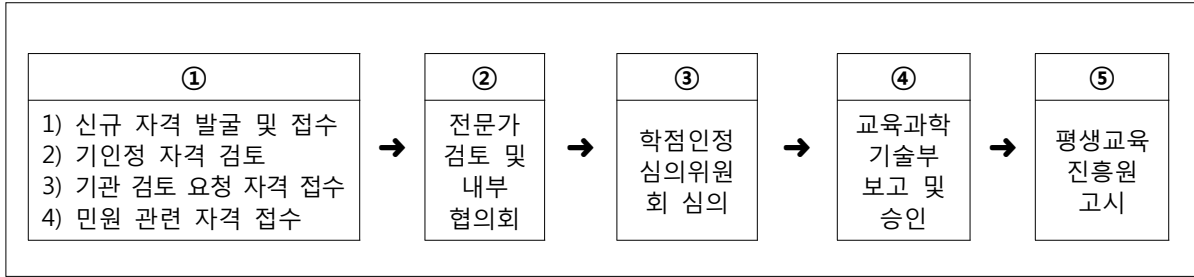 ①
1) 신규 자격 발굴 및 접수
2) 기인정 자격 검토
3) 기관 검토 요청 자격 접수
4) 민원 관련 자격 접수
➜
②
전문가
검토 및
내부
협의회
➜
③
학점인정
심의위원
회 심의
➜
④
교육과학
기술부
보고 및
승인
➜
⑤
평생교육
진흥원
고시